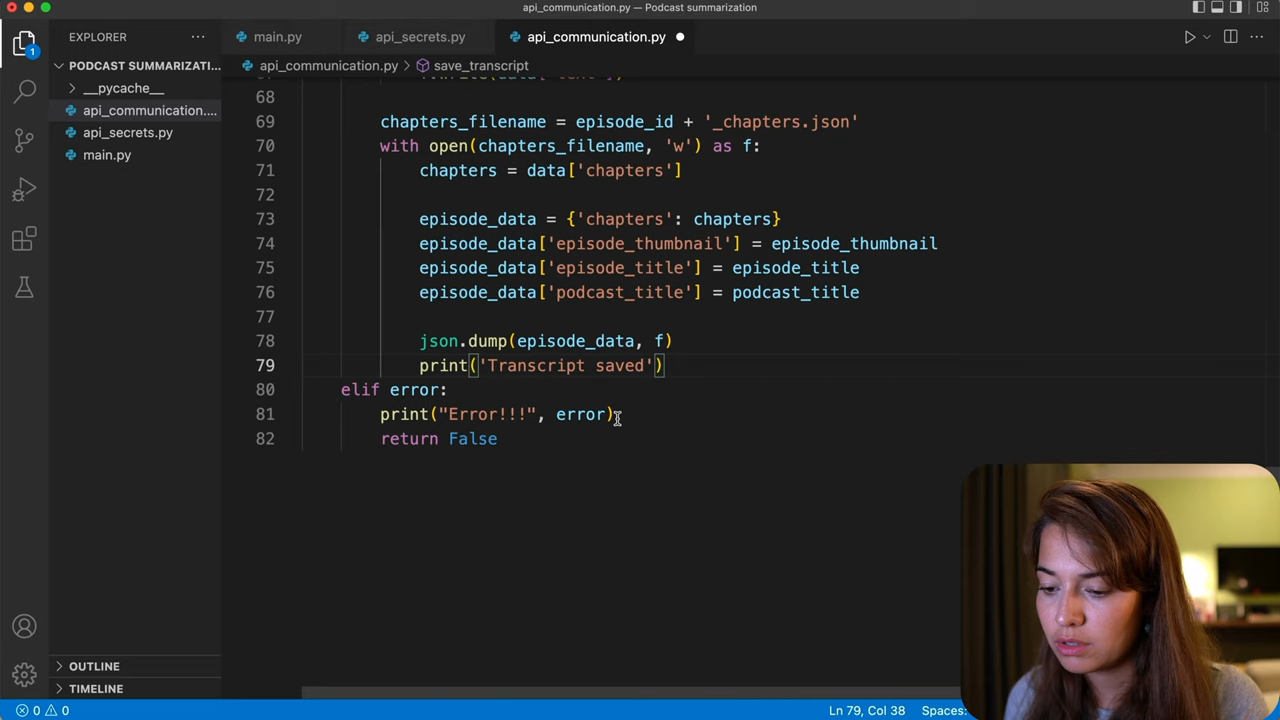 api_communication.py — Podcast summarization
EXPLORER
main.py
api_secrets.py
api_communication.py
PODCAST SUMMARIZATI...
api_communication.py > save_transcript
__pycache__
api_communication....
api_secrets.py
main.py
1
68
69 chapters_filename = episode_id + '_chapters.json'
70 with open(chapters_filename, 'w') as f:
71 chapters = data['chapters']
72
73 episode_data = {'chapters': chapters}
74 episode_data['episode_thumbnail'] = episode_thumbnail
75 episode_data['episode_title'] = episode_title
76 episode_data['podcast_title'] = podcast_title
77
78 json.dump(episode_data, f)
79 print('Transcript saved')
80 elif error:
81 print("Error!!!", error)
82 return False
OUTLINE
TIMELINE
0 0
Ln 79, Col 38
Spaces: